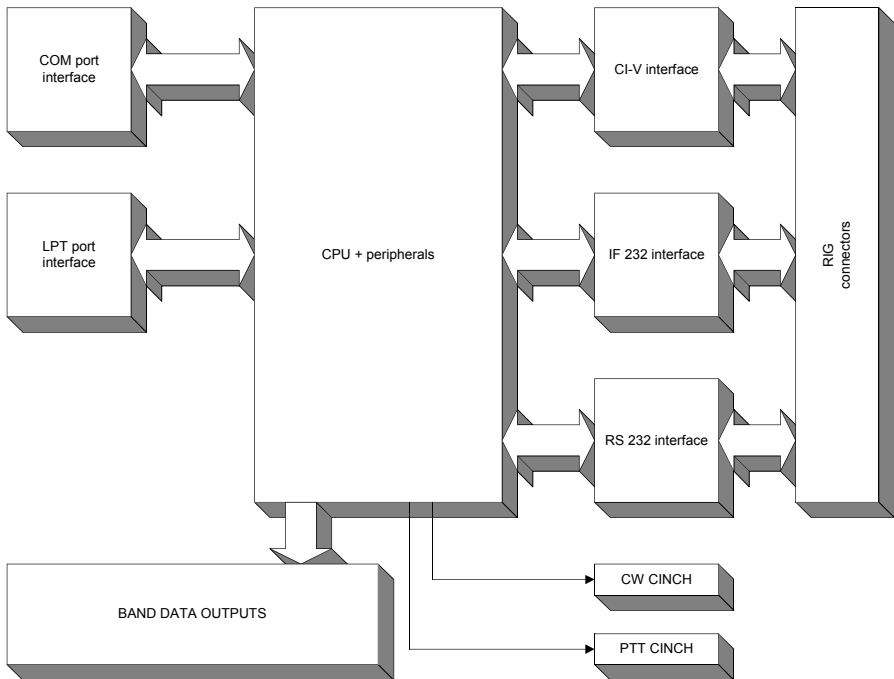 COM port
interface
CI-V interface
LPT port
interface
CPU + peripherals
IF 232 interface
RIG
connectors
RS 232 interface
CW CINCH
BAND DATA OUTPUTS
PTT CINCH